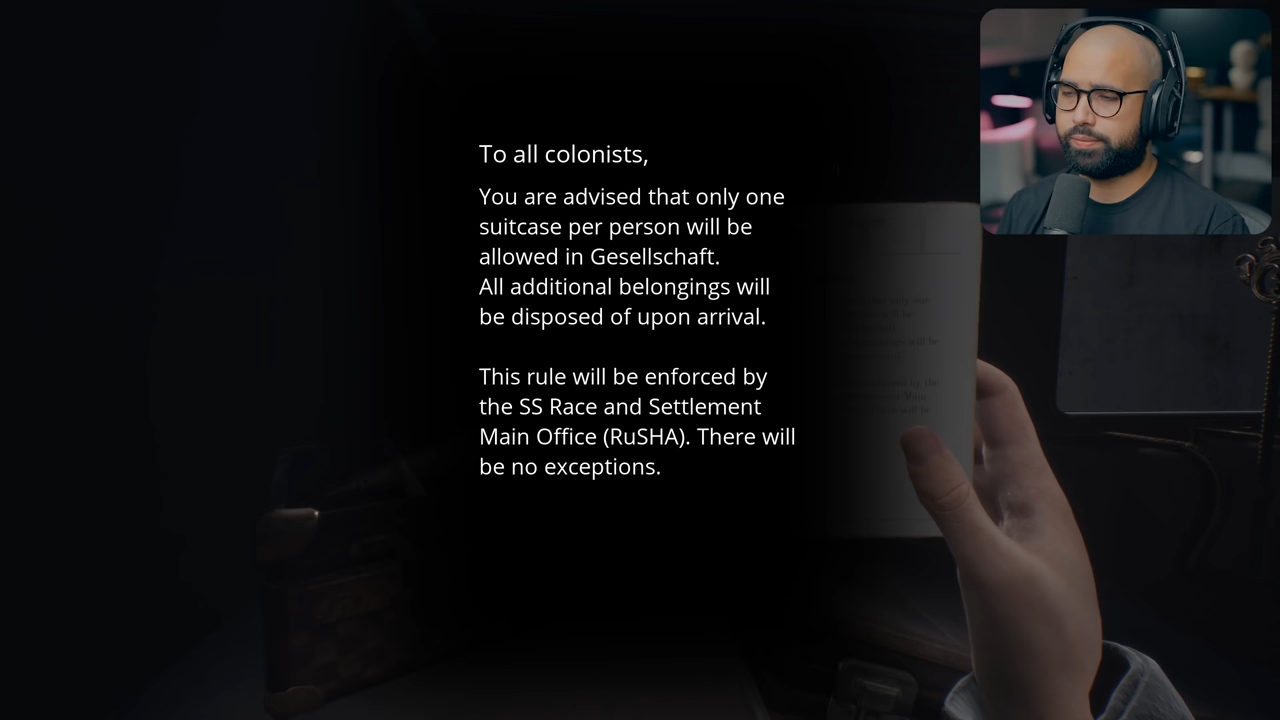 To all colonists,
You are advised that only one
suitcase per person will be
allowed in Gesellschaft.
All additional belongings will
be disposed of upon arrival.
This rule will be enforced by
the SS Race and Settlement
Main Office (RuSHA). There will
be no exceptions.